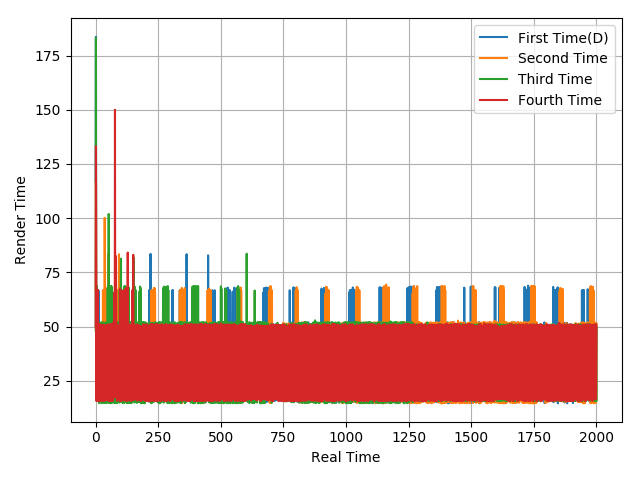 First Time(D)
Second Time
Third Time
Fourth Time
175
150
125
100
75
50
25
Render Time
0
250
500
750
1000
1250
1500
1750
2000
Real Time